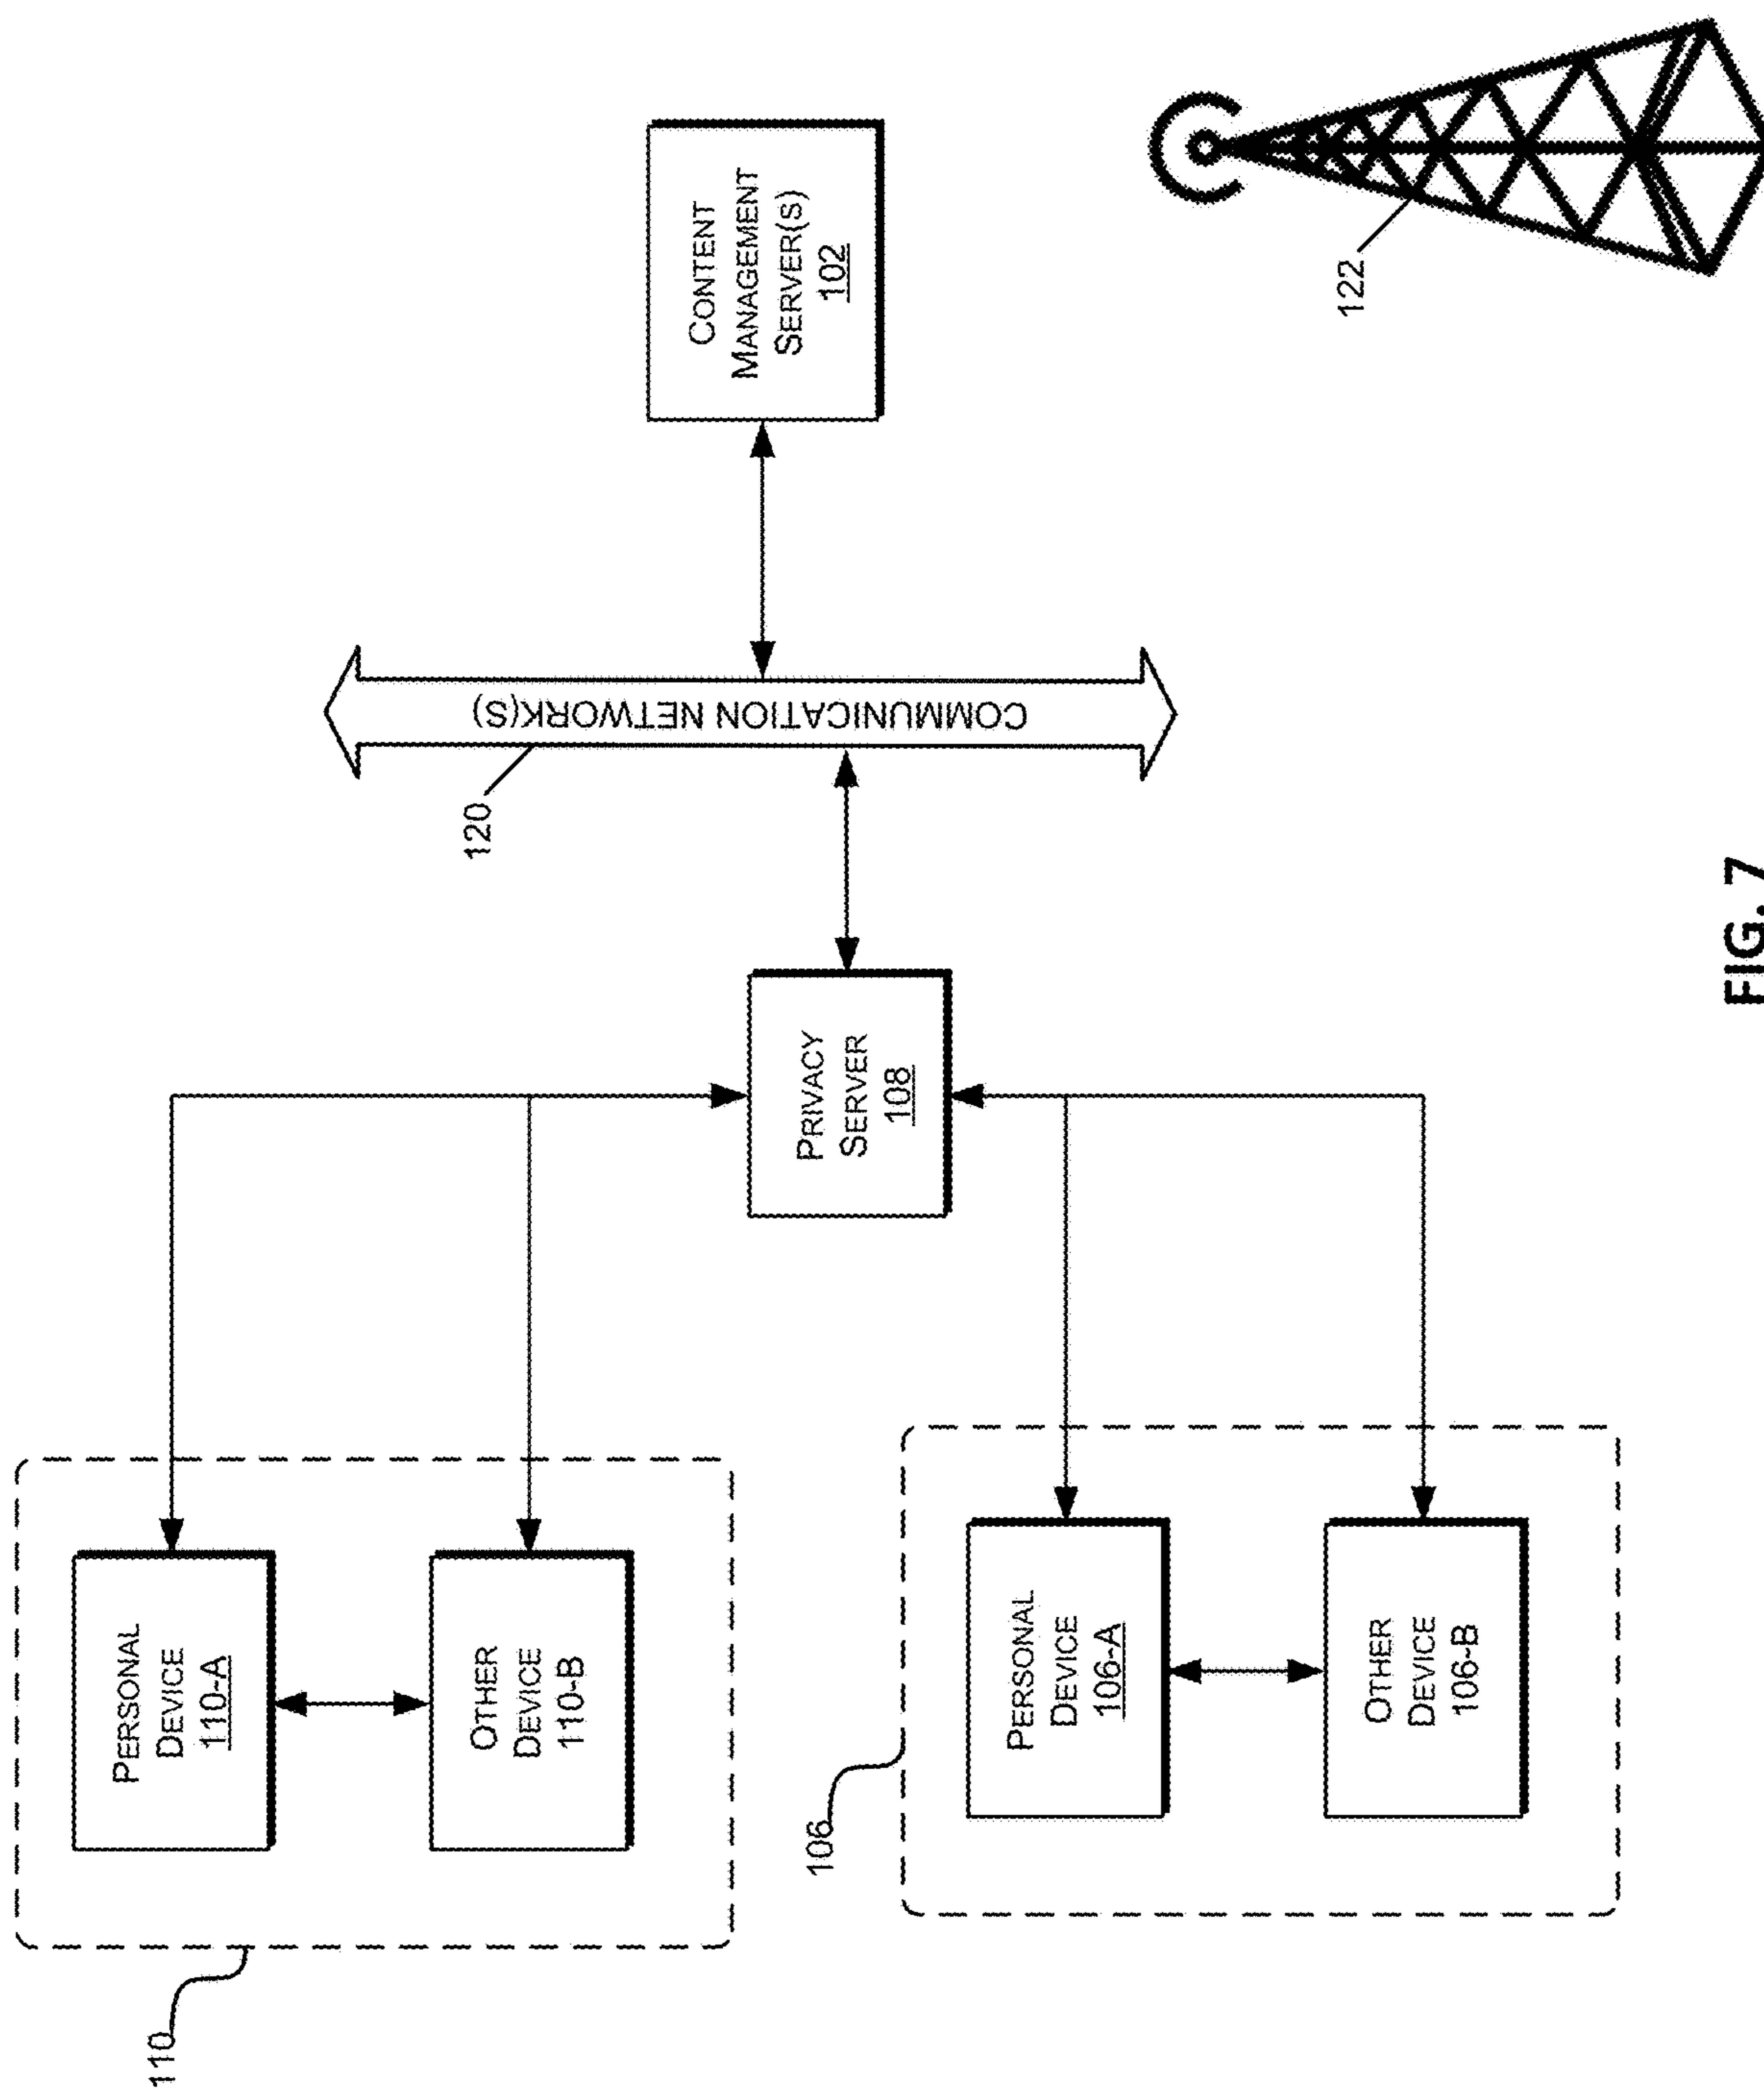 110
PERSONAL
DEVICE
110-A
OTHER
DEVICE
110-B
106
PERSONAL
DEVICE
106-A
OTHER
DEVICE
106-B
PRIVACY
SERVER
108
120
COMMUNICATION NETWORK(S)
CONTENT
MANAGEMENT
SERVER(S)
102
122
FIG. 7